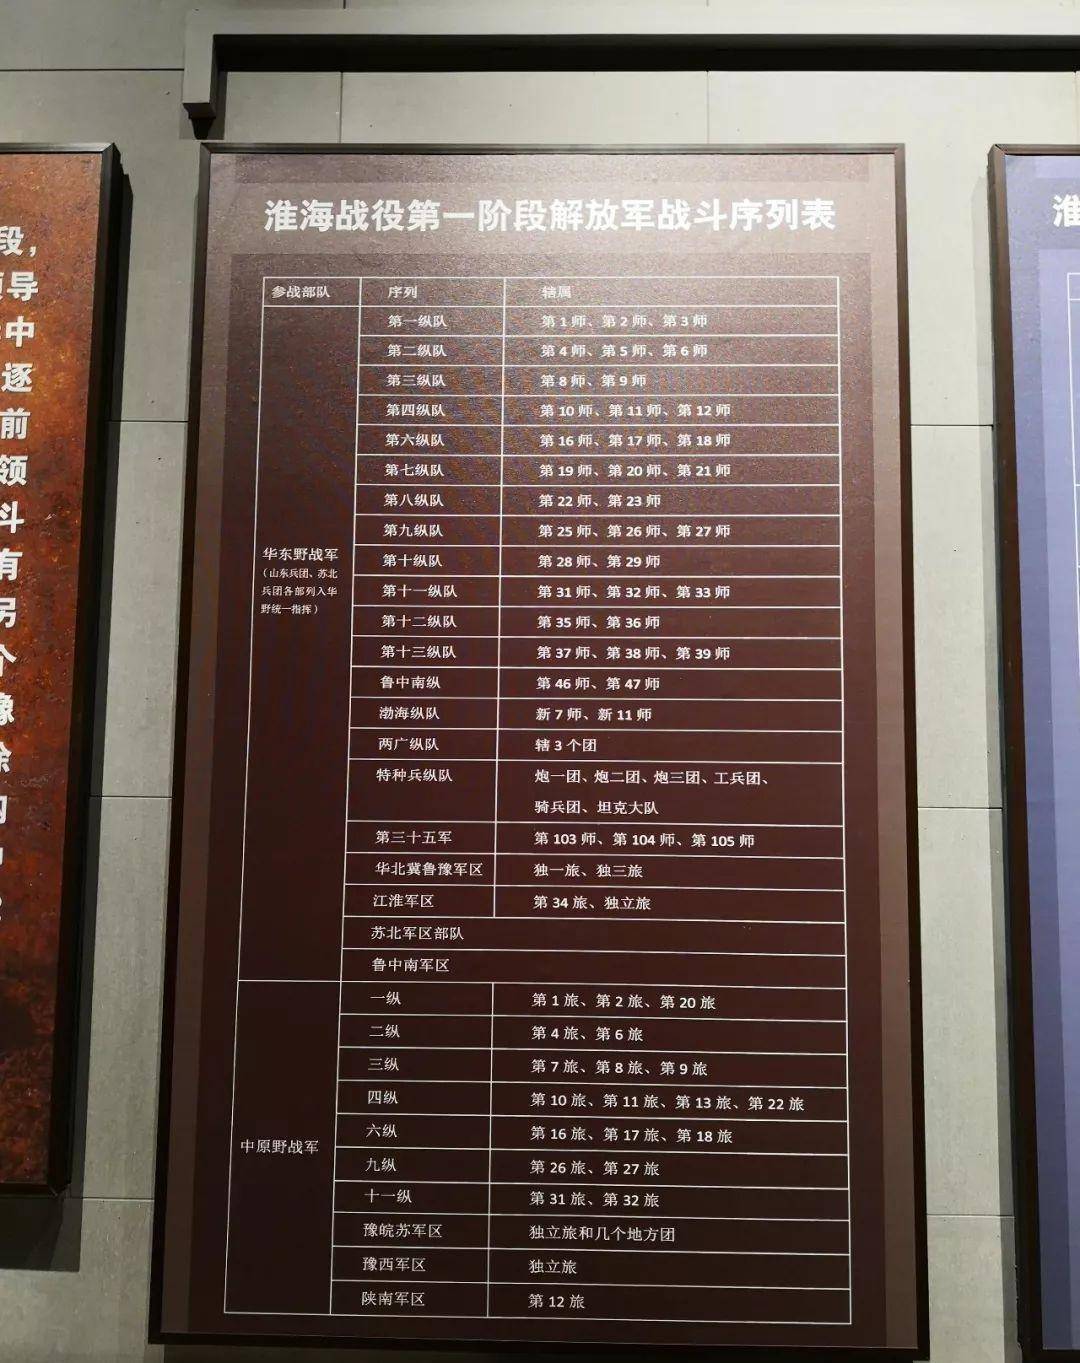 段,
领导
中
逐
前
领
斗
有
另
个
像
徐
淮海战役第一阶段解放军战斗序列表
参战部队 序列 辖属
华东野战军
（山东兵团、苏北
兵团各部列入华
野统一指挥）
第一纵队 第1师、第2师、第3师
第二纵队 第4师、第5师、第6师
第三纵队 第8师、第9师
第四纵队 第10师、第11师、第12师
第六纵队 第16师、第17师、第18师
第七纵队 第19师、第20师、第21师
第八纵队 第22师、第23师
第九纵队 第25师、第26师、第27师
第十纵队 第28师、第29师
第十一纵队 第31师、第32师、第33师
第十二纵队 第35师、第36师
第十三纵队 第37师、第38师、第39师
鲁中南纵 第46师、第47师
渤海纵队 新7师、新11师
两广纵队 辖3个团
特种兵纵队 炮一团、炮二团、炮三团、工兵团、
骑兵团、坦克大队
第三十五军 第103师、第104师、第105师
华北冀鲁豫军区 独一旅、独三旅
江淮军区 第34旅、独立旅
苏北军区部队
鲁中南军区
中原野战军
一纵 第1旅、第2旅、第20旅
二纵 第4旅、第6旅
三纵 第7旅、第8旅、第9旅
四纵 第10旅、第11旅、第13旅、第22旅
六纵 第16旅、第17旅、第18旅
九纵 第26旅、第27旅
十一纵 第31旅、第32旅
豫皖苏军区 独立旅和几个地方团
豫西军区 独立旅
陕南军区 第12旅
淮